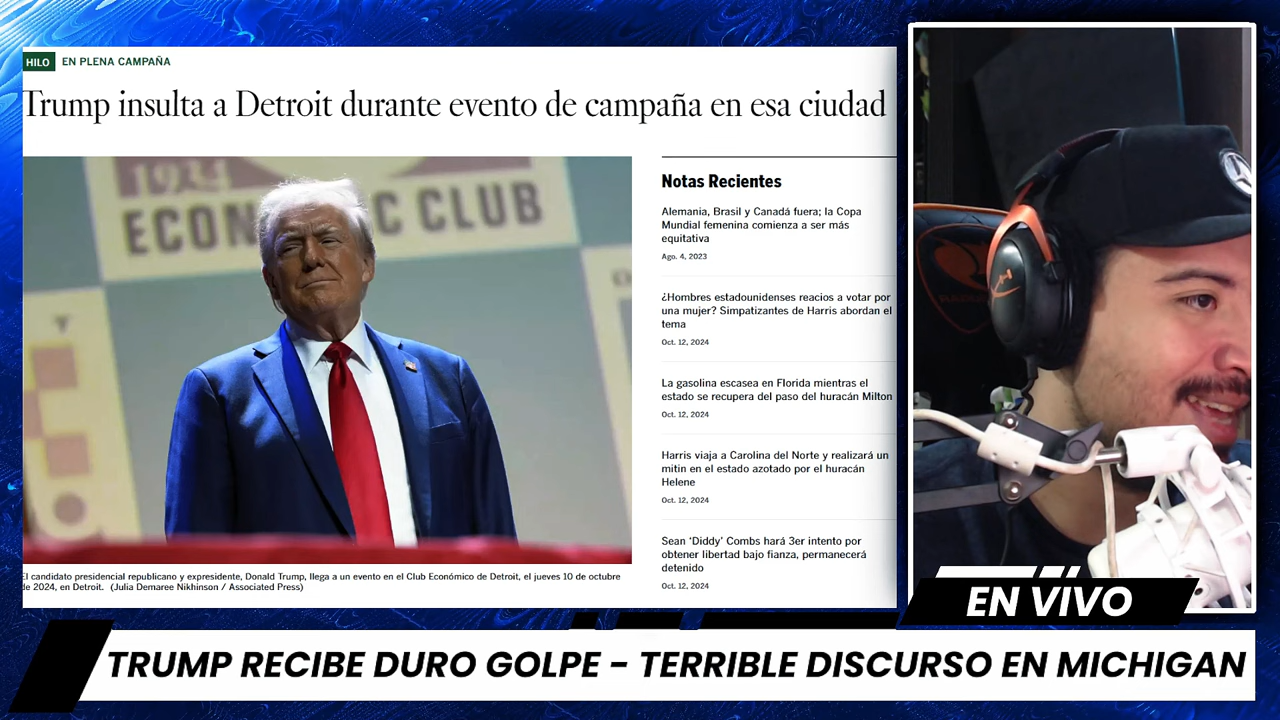 HILO EN PLENA CAMPAÑA
Trump insulta a Detroit durante evento de campaña en esa ciudad
1934
ECONOMIC CLUB
Notas Recientes
Alemania, Brasil y Canadá fuera; la Copa
Mundial femenina comienza a ser más
equitativa
Ago. 4, 2023
¿Hombres estadounidenses reacios a votar por
una mujer? Simpatizantes de Harris abordan el
tema
Oct. 12, 2024
La gasolina escasea en Florida mientras el
estado se recupera del paso del huracán Milton
Oct. 12, 2024
Harris viaja a Carolina del Norte y realizará un
mitin en el estado azotado por el huracán
Helene
Oct. 12, 2024
Sean ‘Diddy’ Combs hará 3er intento por
obtener libertad bajo fianza, permanecerá
detenido
Oct. 12, 2024
El candidato presidencial republicano y expresidente, Donald Trump, llega a un evento en el Club Económico de Detroit, el jueves 10 de octubre
de 2024, en Detroit. (Julia Demaree Nikhinson / Associated Press)
EN VIVO
TRUMP RECIBE DURO GOLPE – TERRIBLE DISCURSO EN MICHIGAN